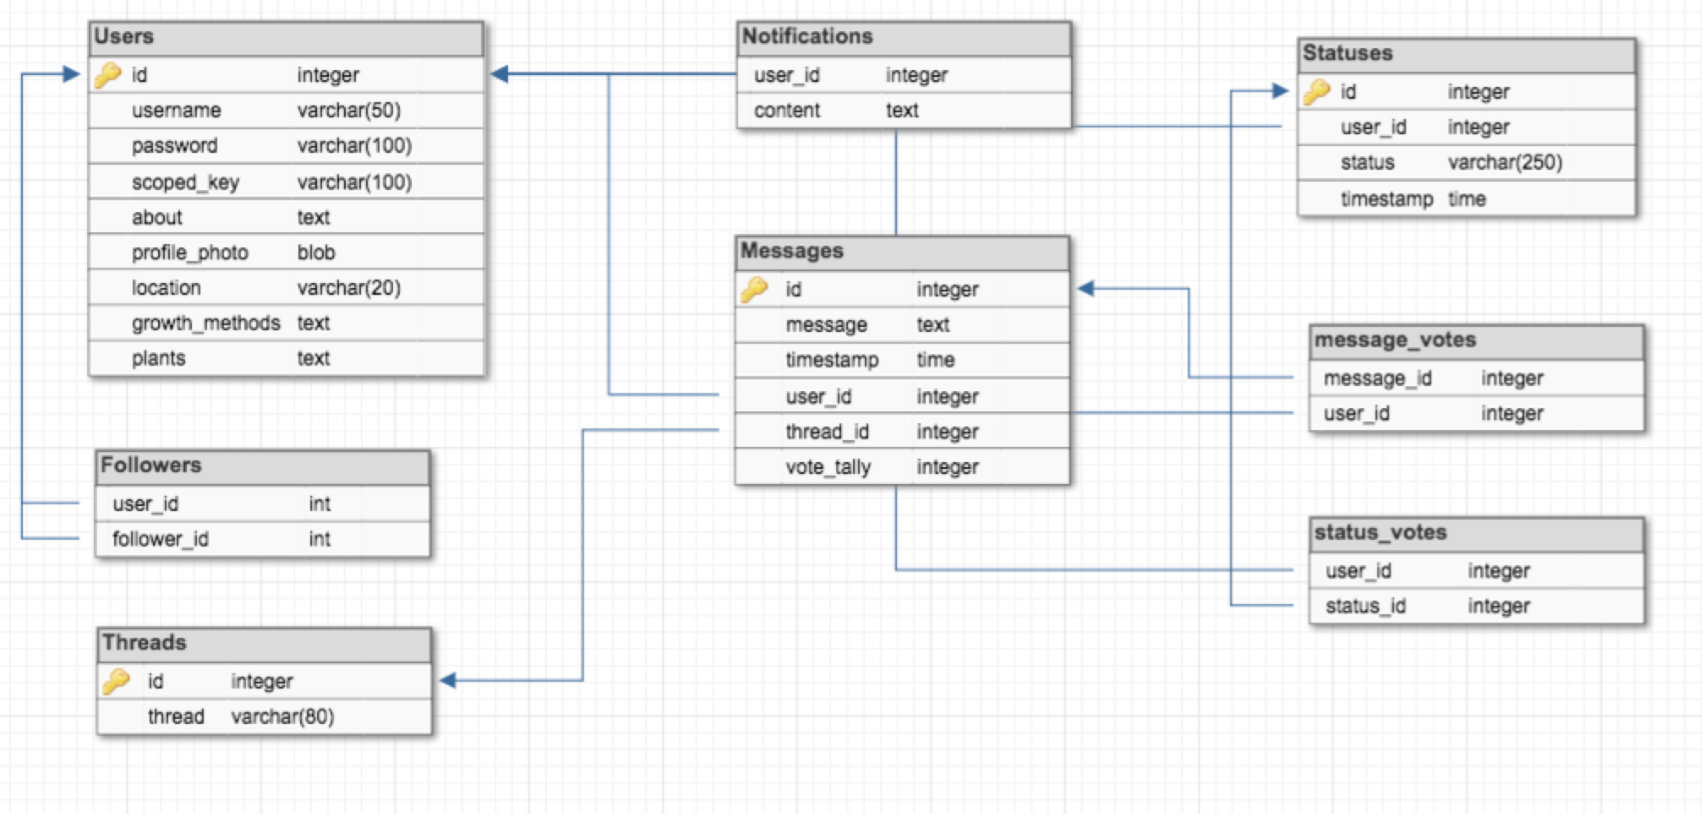 Users
id integer
username varchar(50)
password varchar(100)
scoped_key varchar(100)
about text
profile_photo blob
location varchar(20)
growth_methods text
plants text
Followers
user_id int
follower_id int
Threads
id integer
thread varchar(80)
Notifications
user_id integer
content text
Messages
id integer
message text
timestamp time
user_id integer
thread_id integer
vote_tally integer
Statuses
id integer
user_id integer
status varchar(250)
timestamp time
message_votes
message_id integer
user_id integer
status_votes
user_id integer
status_id integer